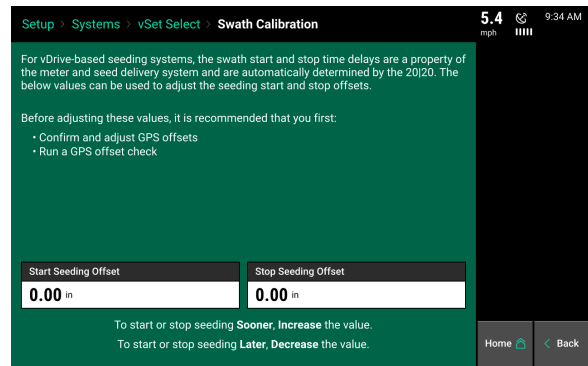 Setup > Systems > vSet Select > Swath Calibration
5.4
mph
9:34 AM
For vDrive-based seeding systems, the swath start and stop time delays are a property of
the meter and seed delivery system and are automatically determined by the 20|20. The
below values can be used to adjust the seeding start and stop offsets.
Before adjusting these values, it is recommended that you first:
• Confirm and adjust GPS offsets
• Run a GPS offset check
Start Seeding Offset
0.00 in
Stop Seeding Offset
0.00 in
To start or stop seeding Sooner, Increase the value.
To start or stop seeding Later, Decrease the value.
Home
< Back